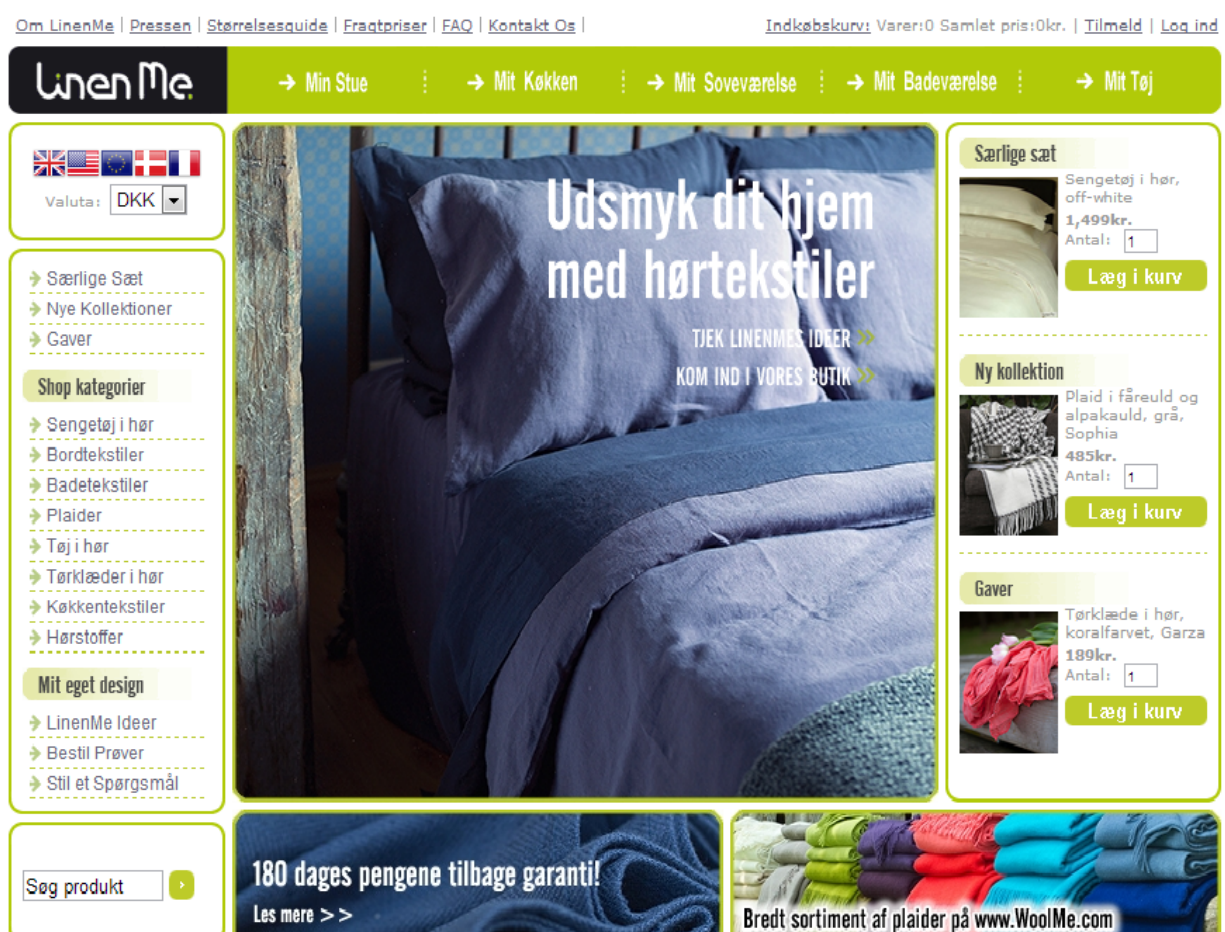 Om LinenMe | Pressen | Størrelsesguide | Fragtpriser | FAQ | Kontakt Os |
Indkøbskurv: Varer:0 Samlet pris:0kr. | Tilmeld | Log ind
Linen Me
Min Stue
Mit Køkken
Mit Soveværelse
Mit Badeværelse
Mit Tøj
Valuta: DKK
Særlige Sæt
Nye Kollektioner
Gaver
Shop kategorier
Sengetøj i hør
Bordtekstiler
Badetekstiler
Plaider
Tøj i hør
Tørklæder i hør
Køkkentekstiler
Hørstoffer
Mit eget design
LinenMe Ideer
Bestil Prøver
Stil et Spørgsmål
Søg produkt
Udsmyk dit hjem
med hørtekstiler
TJEK LINENMES IDEER >>
KOM IND I VORES BUTIK >>
Særlige sæt
Sengetøj i hør,
off-white
1,499kr.
Antal: 1
Læg i kurv
Ny kollektion
Plaid i fåreuld og
alpakauld, grå,
Sophia
485kr.
Antal: 1
Læg i kurv
Gaver
Tørklæde i hør,
koralfarvet, Garza
189kr.
Antal: 1
Læg i kurv
180 dages pengene tilbage garanti!
Les mere >>
Bredt sortiment af plaider på www.WoolMe.com